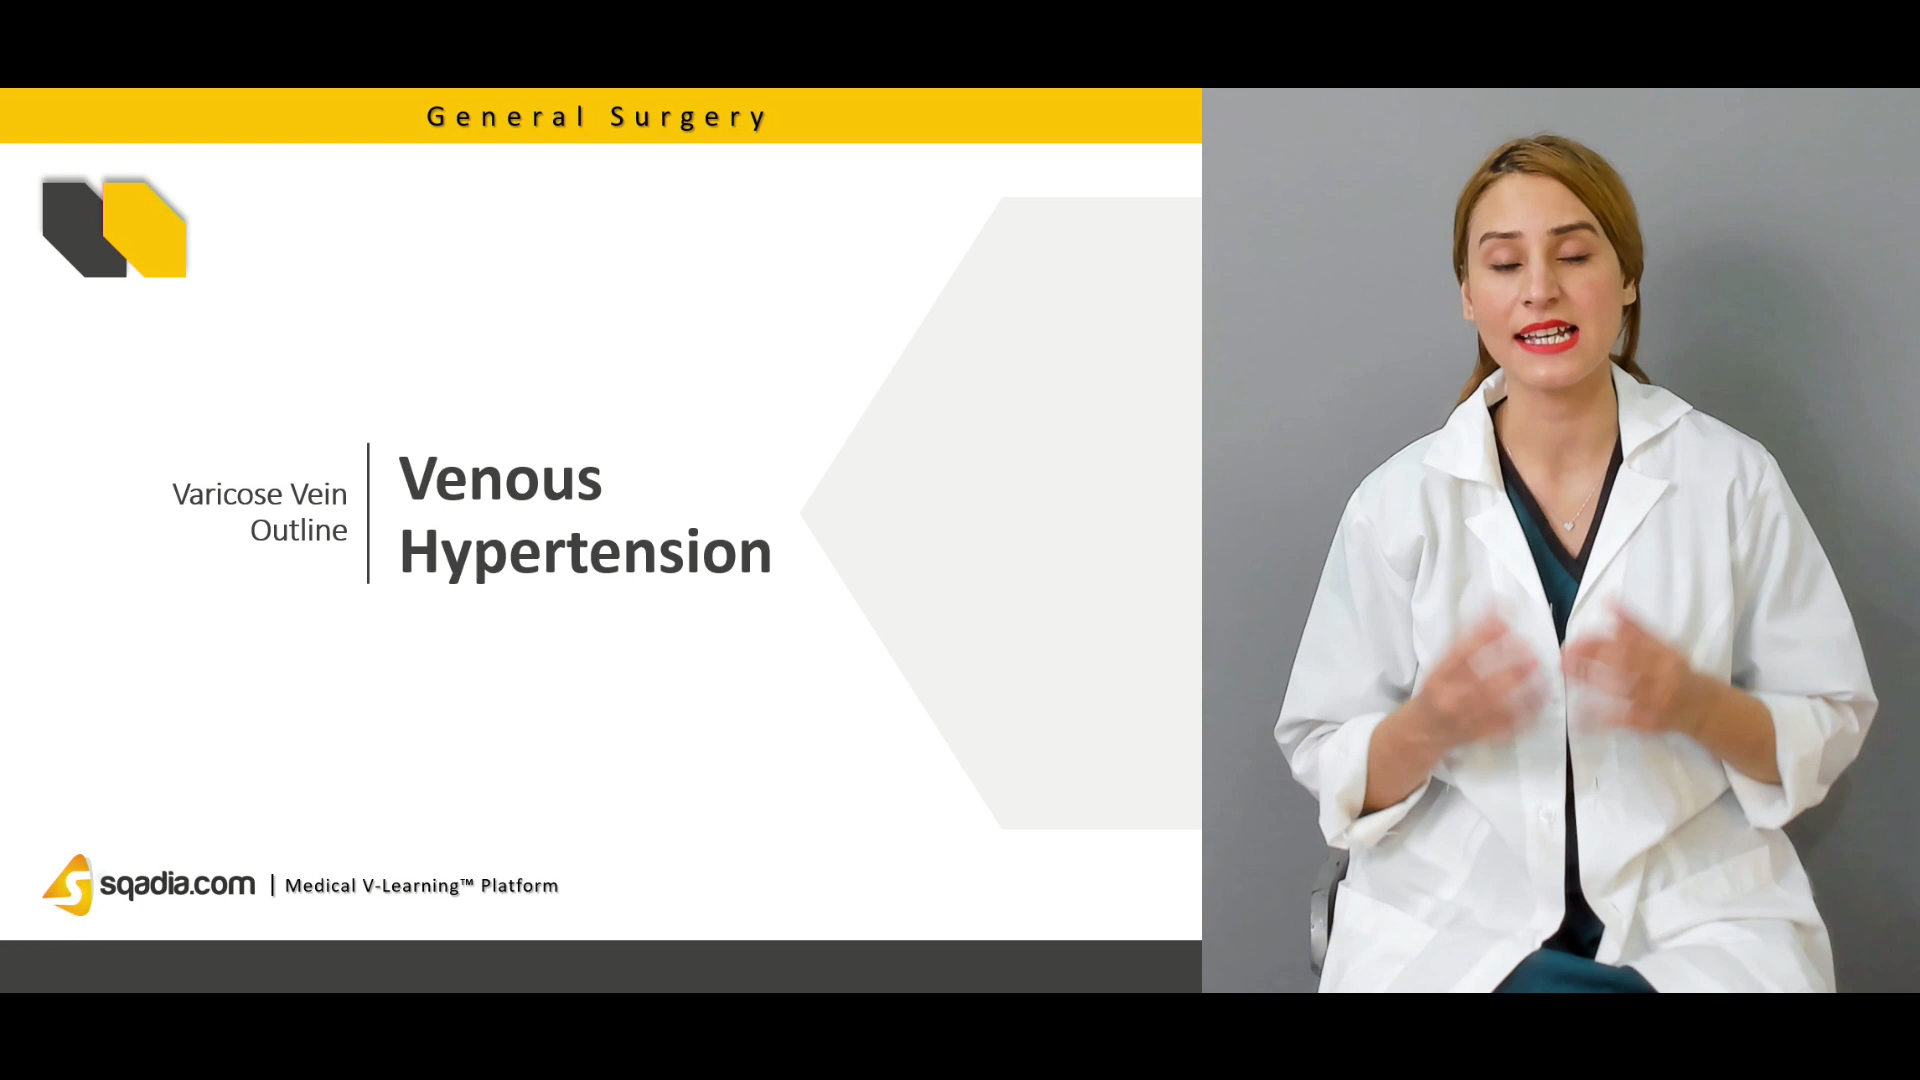 General Surgery
Varicose Vein
Outline
Venous
Hypertension
sqadia.com | Medical V-Learning™ Platform